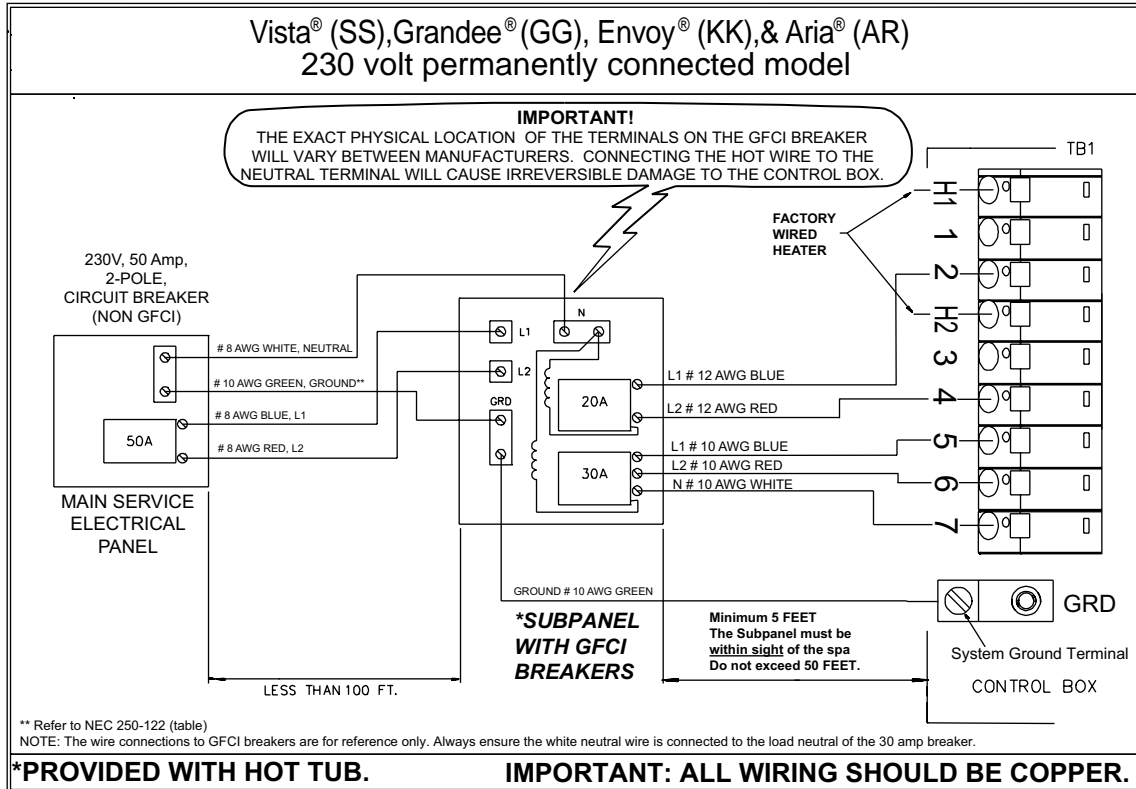 Vista® (SS),Grandee® (GG), Envoy® (KK),& Aria® (AR)
230 volt permanently connected model
IMPORTANT!
THE EXACT PHYSICAL LOCATION OF THE TERMINALS ON THE GFCI BREAKER
WILL VARY BETWEEN MANUFACTURERS. CONNECTING THE HOT WIRE TO THE
NEUTRAL TERMINAL WILL CAUSE IRREVERSIBLE DAMAGE TO THE CONTROL BOX.
TB1
H1
1
2
H2
3
4
5
6
7
FACTORY
WIRED
HEATER
230V, 50 Amp,
2-POLE,
CIRCUIT BREAKER
(NON GFCI)
# 8 AWG WHITE, NEUTRAL
# 10 AWG GREEN, GROUND**
# 8 AWG BLUE, L1
# 8 AWG RED, L2
50A
MAIN SERVICE
ELECTRICAL
PANEL
N
L1
L2
GRD
20A
30A
L1 # 12 AWG BLUE
L2 # 12 AWG RED
L1 # 10 AWG BLUE
L2 # 10 AWG RED
N # 10 AWG WHITE
GROUND # 10 AWG GREEN
*SUBPANEL
WITH GFCI
BREAKERS
Minimum 5 FEET
The Subpanel must be
within sight of the spa
Do not exceed 50 FEET.
GRD
System Ground Terminal
CONTROL BOX
LESS THAN 100 FT.
** Refer to NEC 250-122 (table)
NOTE: The wire connections to GFCI breakers are for reference only. Always ensure the white neutral wire is connected to the load neutral of the 30 amp breaker.
*PROVIDED WITH HOT TUB.
IMPORTANT: ALL WIRING SHOULD BE COPPER.